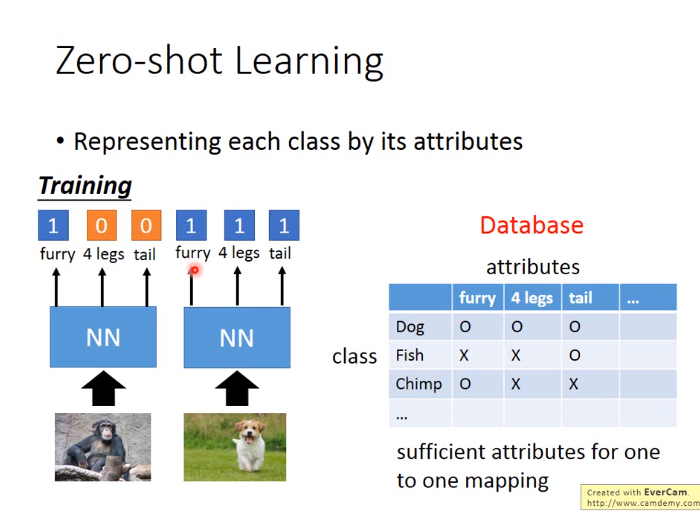 Zero-shot Learning
• Representing each class by its attributes
Training
1 0 0 1 1 1
furry 4 legs tail furry 4 legs tail
NN NN
Database
attributes
furry 4 legs tail ...
Dog O O O
class
Fish X X O
Chimp O X X
...
sufficient attributes for one
to one mapping
Created with EverCam.
http://www.camdemy.com